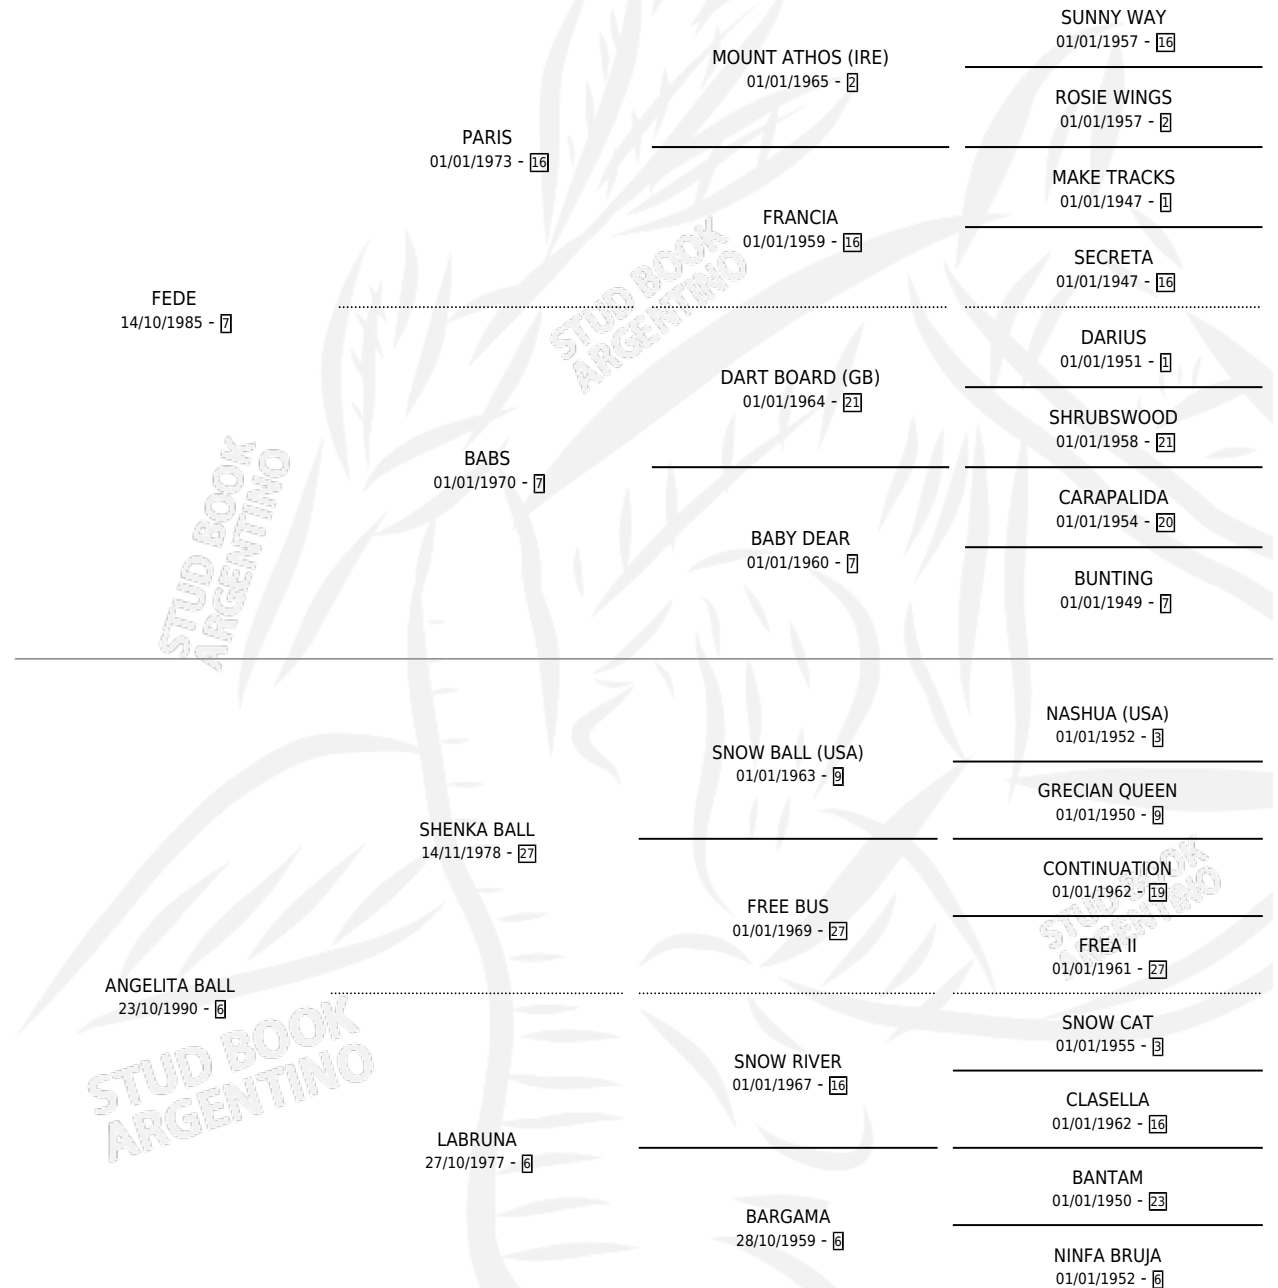 SUNNY WAY
01/01/1957 - 16
MOUNT ATHOS (IRE)
01/01/1965 - 2
ROSIE WINGS
01/01/1957 - 2
PARIS
01/01/1973 - 16
MAKE TRACKS
01/01/1947 - 1
FRANCIA
01/01/1959 - 16
SECRETA
01/01/1947 - 16
FEDE
14/10/1985 - 7
STUD BOOK
ARGENTINO
DARIUS
01/01/1951 - 1
DART BOARD (GB)
01/01/1964 - 21
SHRUBSWOOD
01/01/1958 - 21
BABS
01/01/1970 - 7
CARAPALIDA
01/01/1954 - 20
BABY DEAR
01/01/1960 - 7
BUNTING
01/01/1949 - 7
STUD BOOK
ARGENTINO
NASHUA (USA)
01/01/1952 - 3
SNOW BALL (USA)
01/01/1963 - 9
GRECIAN QUEEN
01/01/1950 - 9
SHENKA BALL
14/11/1978 - 27
CONTINUATION
01/01/1962 - 19
FREE BUS
01/01/1969 - 27
STUD BOOK
ARGENTINO
FREA II
01/01/1961 - 27
ANGELITA BALL
23/10/1990 - 6
STUD BOOK
ARGENTINO
SNOW CAT
01/01/1955 - 3
SNOW RIVER
01/01/1967 - 16
CLASELLA
01/01/1962 - 16
LABRUNA
27/10/1977 - 6
BANTAM
01/01/1950 - 23
BARGAMA
28/10/1959 - 6
NINFA BRUJA
01/01/1952 - 6